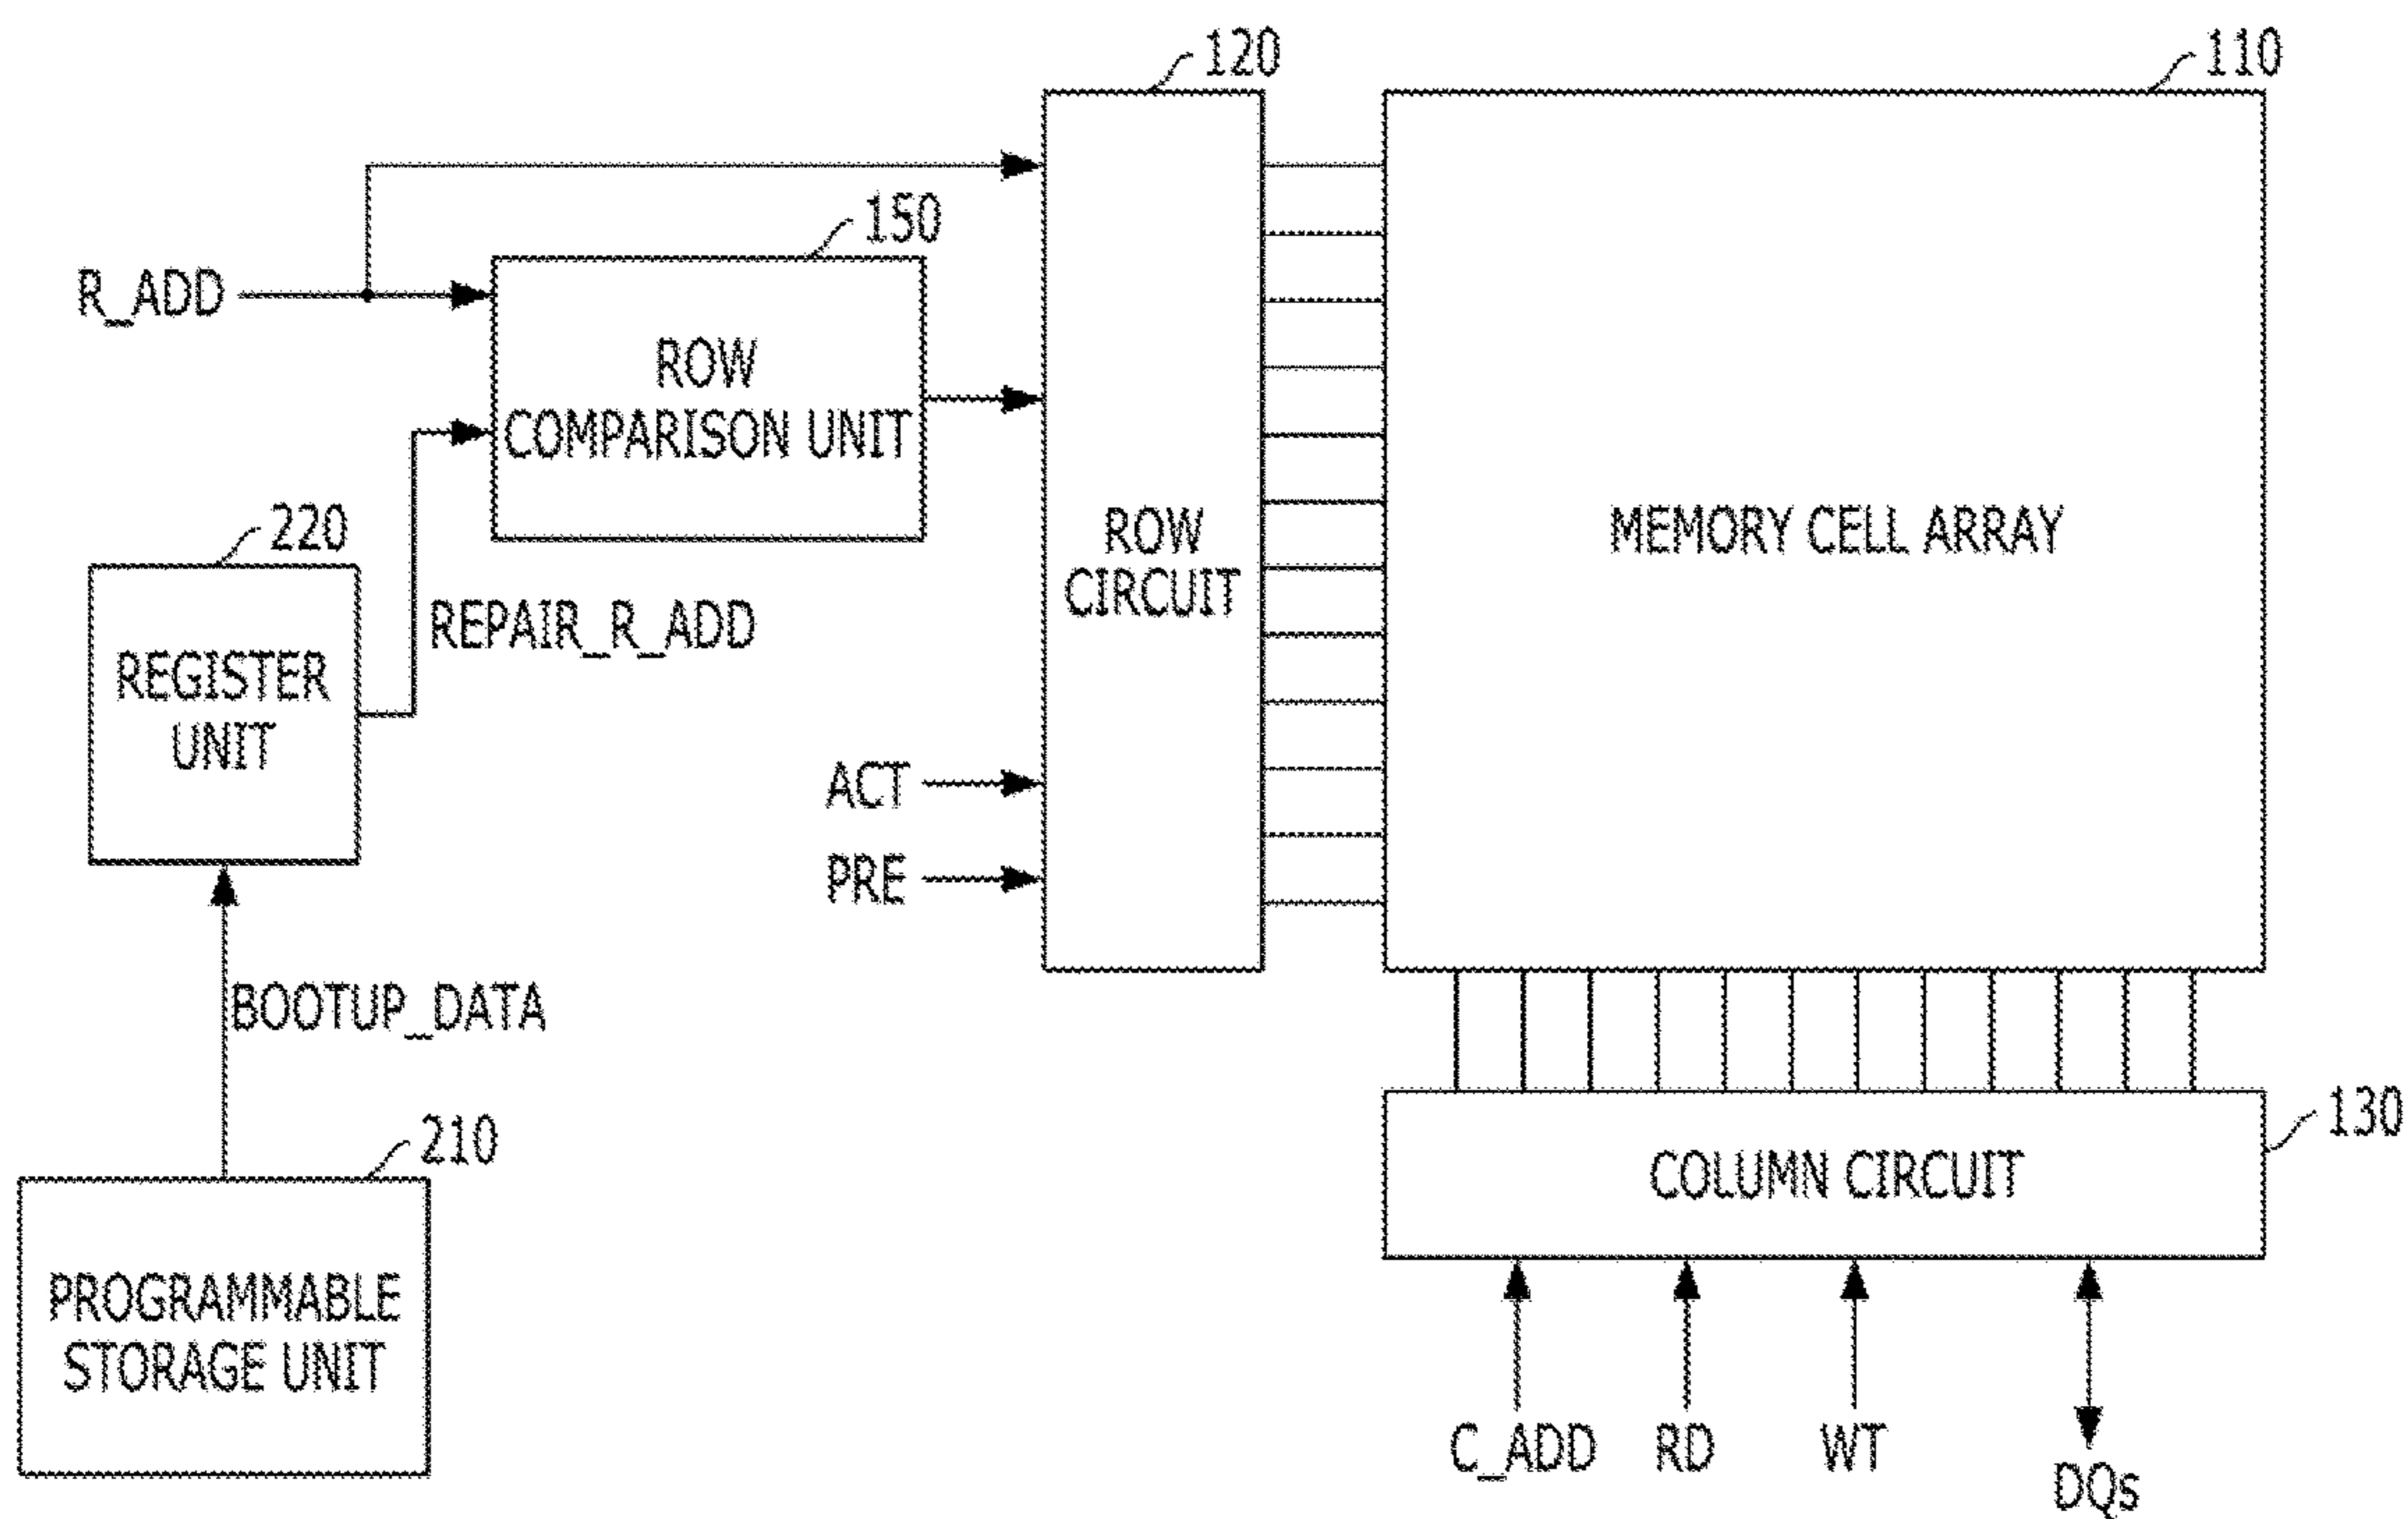 120
110
150
R_ADD
ROW
COMPARISON UNIT
220
ROW
CIRCUIT
MEMORY CELL ARRAY
REPAIR_R_ADD
REGISTER
UNIT
ACT
PRE
BOOTUP_DATA
210
130
COLUMN CIRCUIT
PROGRAMMABLE
STORAGE UNIT
C_ADD
RD
WT
DQs